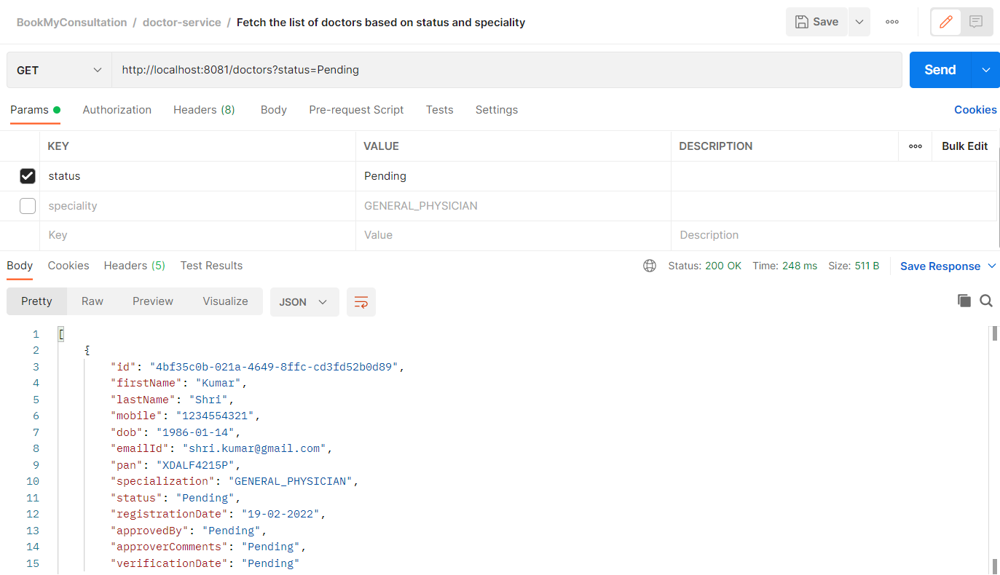 BookMyConsultation / doctor-service / Fetch the list of doctors based on status and speciality
Save
GET
http://localhost:8081/doctors?status=Pending
Send
Params Authorization Headers (8) Body Pre-request Script Tests Settings
Cookies
KEY VALUE DESCRIPTION Bulk Edit
status Pending
speciality GENERAL_PHYSICIAN
Key Value Description
Body Cookies Headers (5) Test Results Status: 200 OK Time: 248 ms Size: 511 B Save Response
Pretty Raw Preview Visualize JSON
1 [
2 {
3 "id": "4bf35c0b-021a-4649-8ffc-cd3fd52b0d89",
4 "firstName": "Kumar",
5 "lastName": "Shri",
6 "mobile": "1234554321",
7 "dob": "1986-01-14",
8 "emailId": "shri.kumar@gmail.com",
9 "pan": "XDALF4215P",
10 "specialization": "GENERAL_PHYSICIAN",
11 "status": "Pending",
12 "registrationDate": "19-02-2022",
13 "approvedBy": "Pending",
14 "approverComments": "Pending",
15 "verificationDate": "Pending"